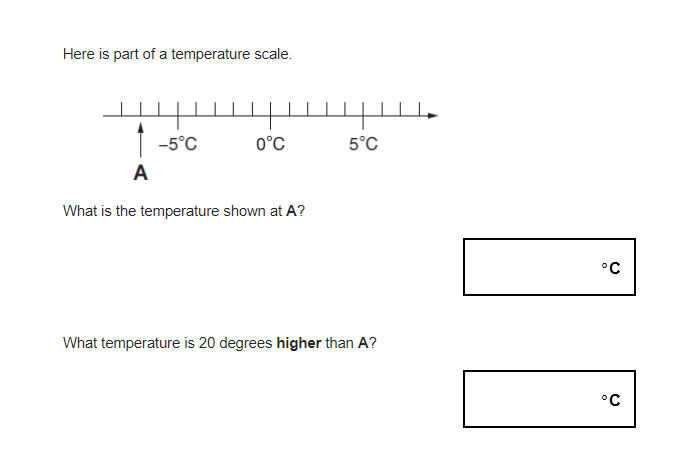 Here is part of a temperature scale.
–5°C 0°C 5°C
A
What is the temperature shown at A?
°C
What temperature is 20 degrees higher than A?
°C